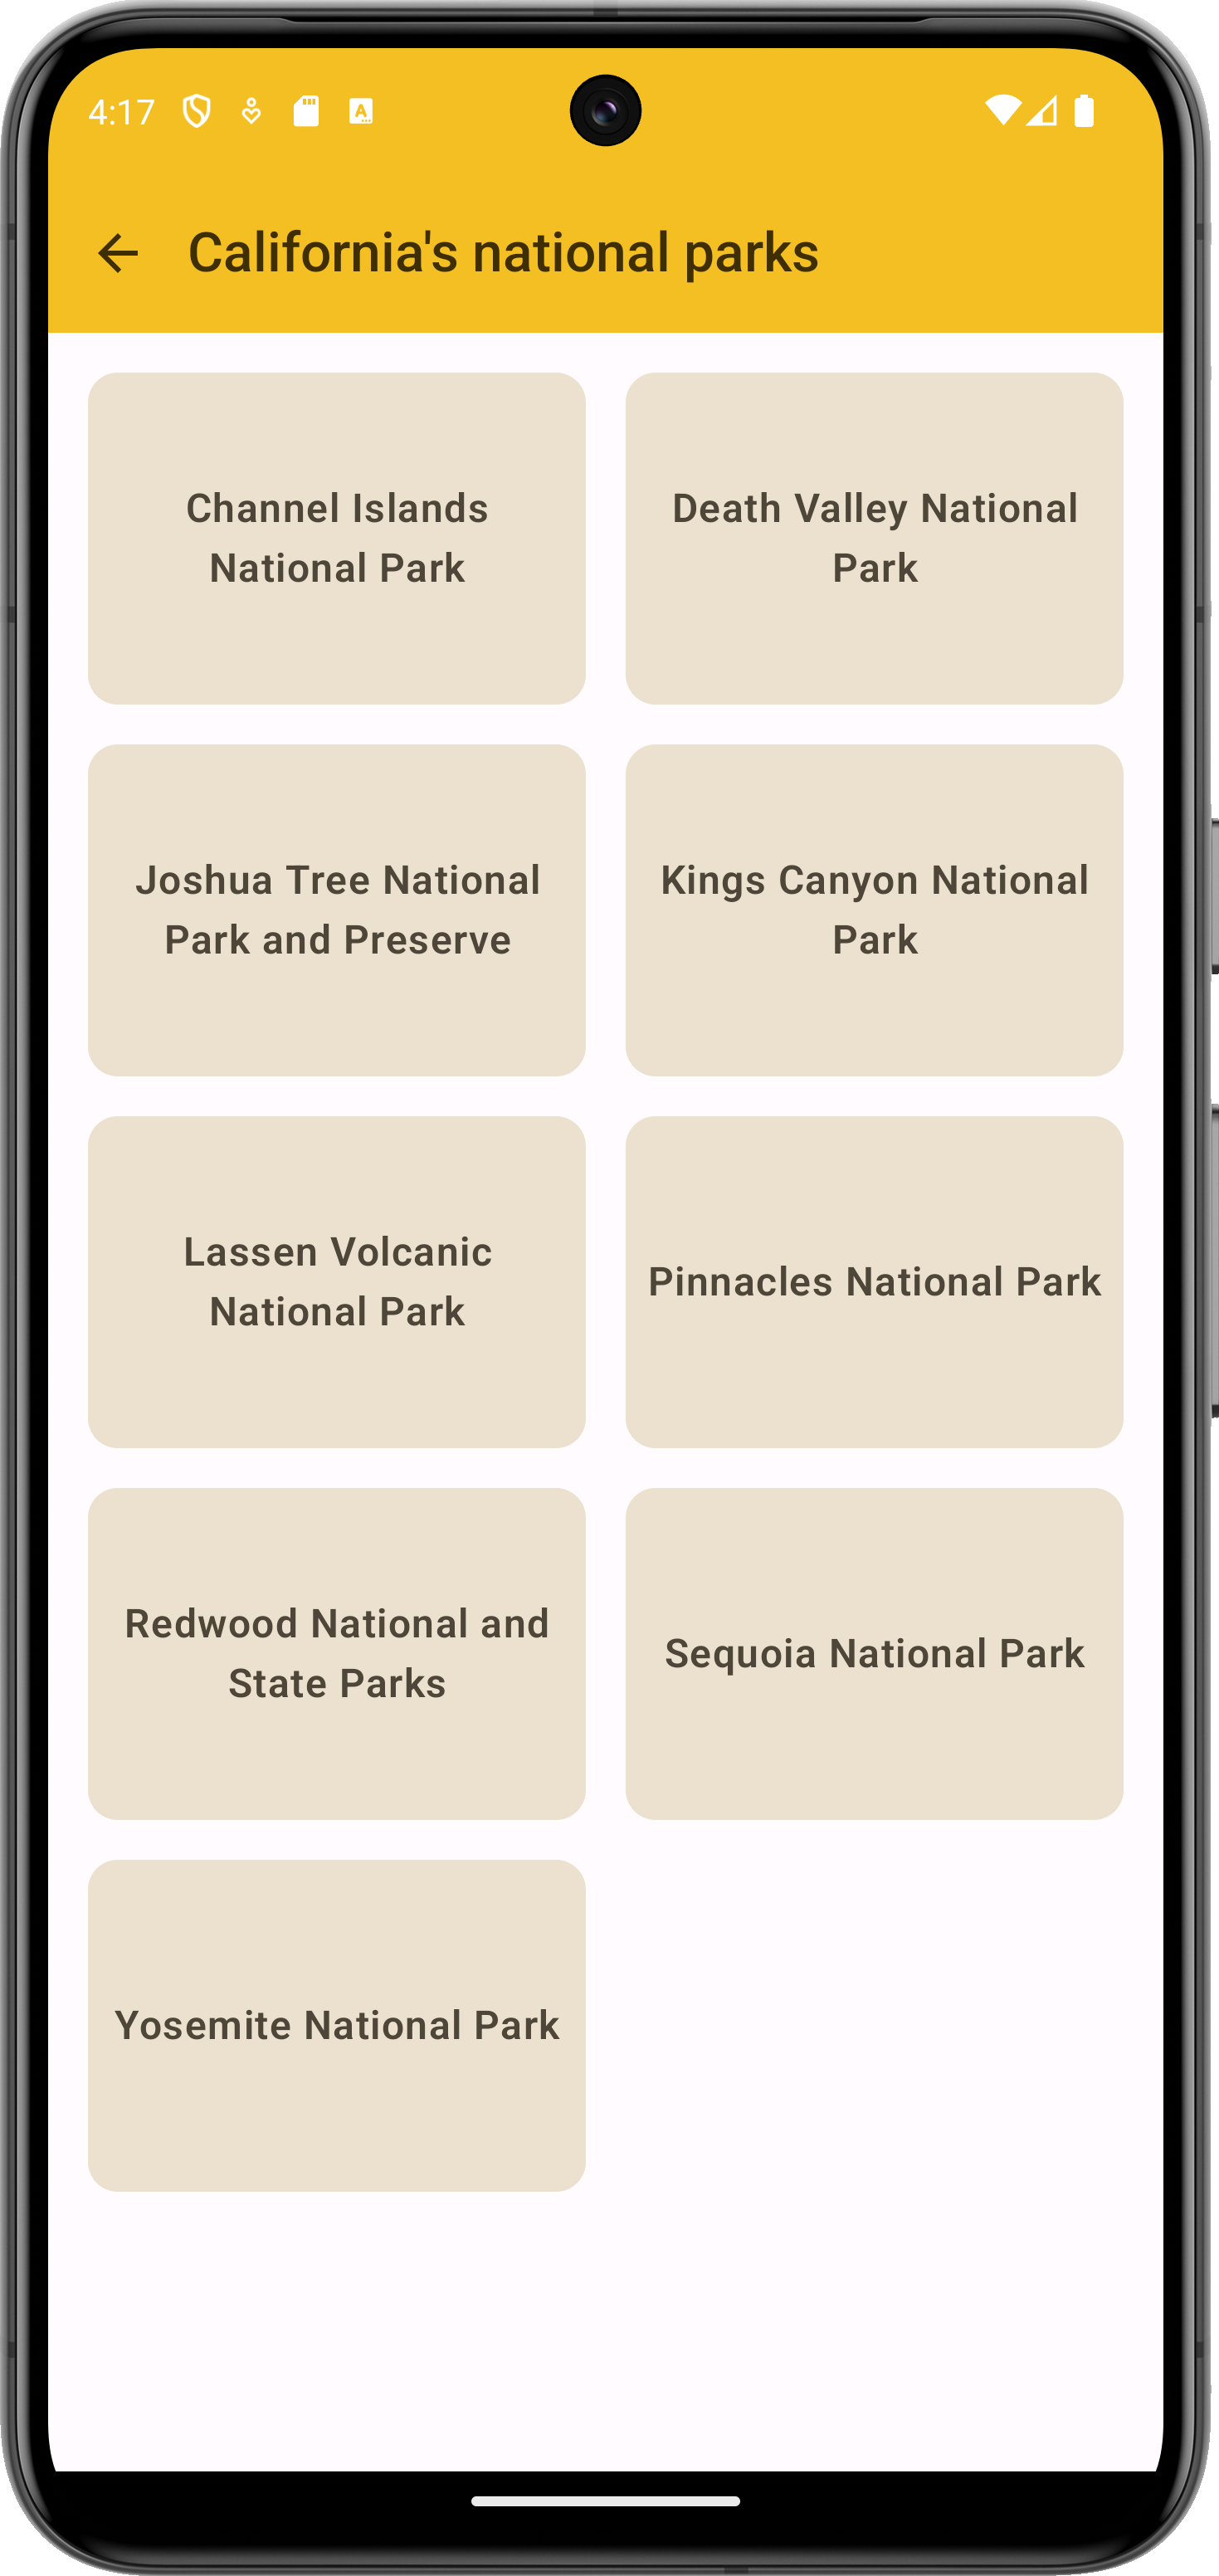 4:17
California's national parks
Channel Islands
National Park
Death Valley National
Park
Joshua Tree National
Park and Preserve
Kings Canyon National
Park
Lassen Volcanic
National Park
Pinnacles National Park
Redwood National and
State Parks
Sequoia National Park
Yosemite National Park